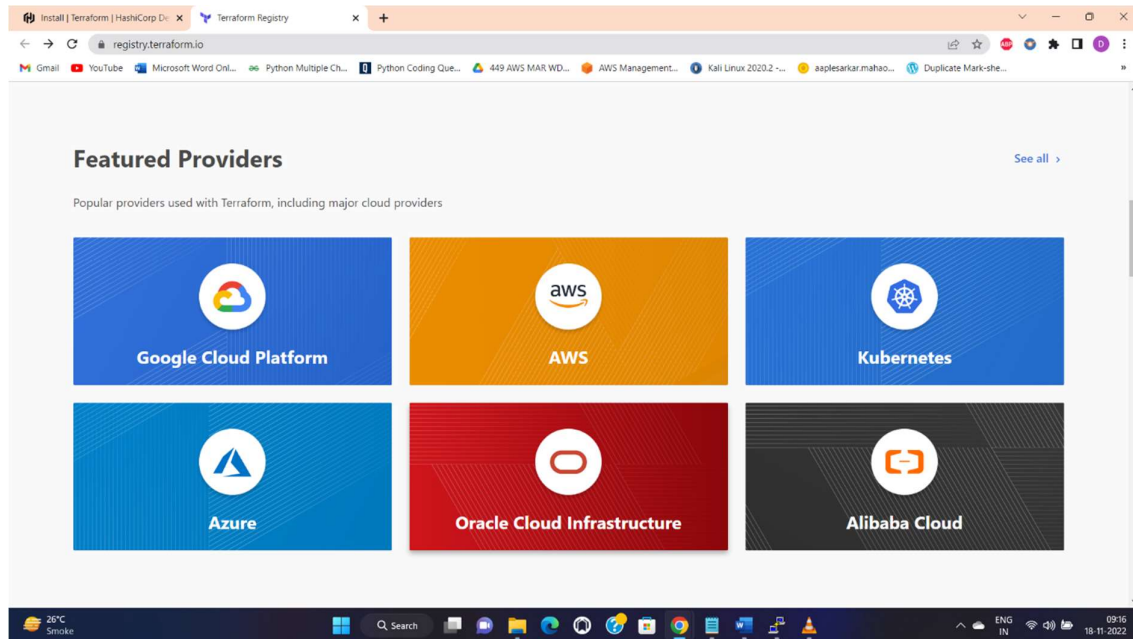 Install | Terraform | HashiCorp De
Terraform Registry
registry.terraform.io
ABP
D
Gmail
YouTube
Microsoft Word Onl...
Python Multiple Ch...
Python Coding Que...
449 AWS MAR WD...
AWS Management...
Kali Linux 2020.2 -...
aaplesarkar.mahao...
Duplicate Mark-she...
Featured Providers
See all
Popular providers used with Terraform, including major cloud providers
aws
Google Cloud Platform
AWS
Kubernetes
Azure
Oracle Cloud Infrastructure
Alibaba Cloud
26°C
Smoke
Search
ENG
IN
09:16
18-11-2022